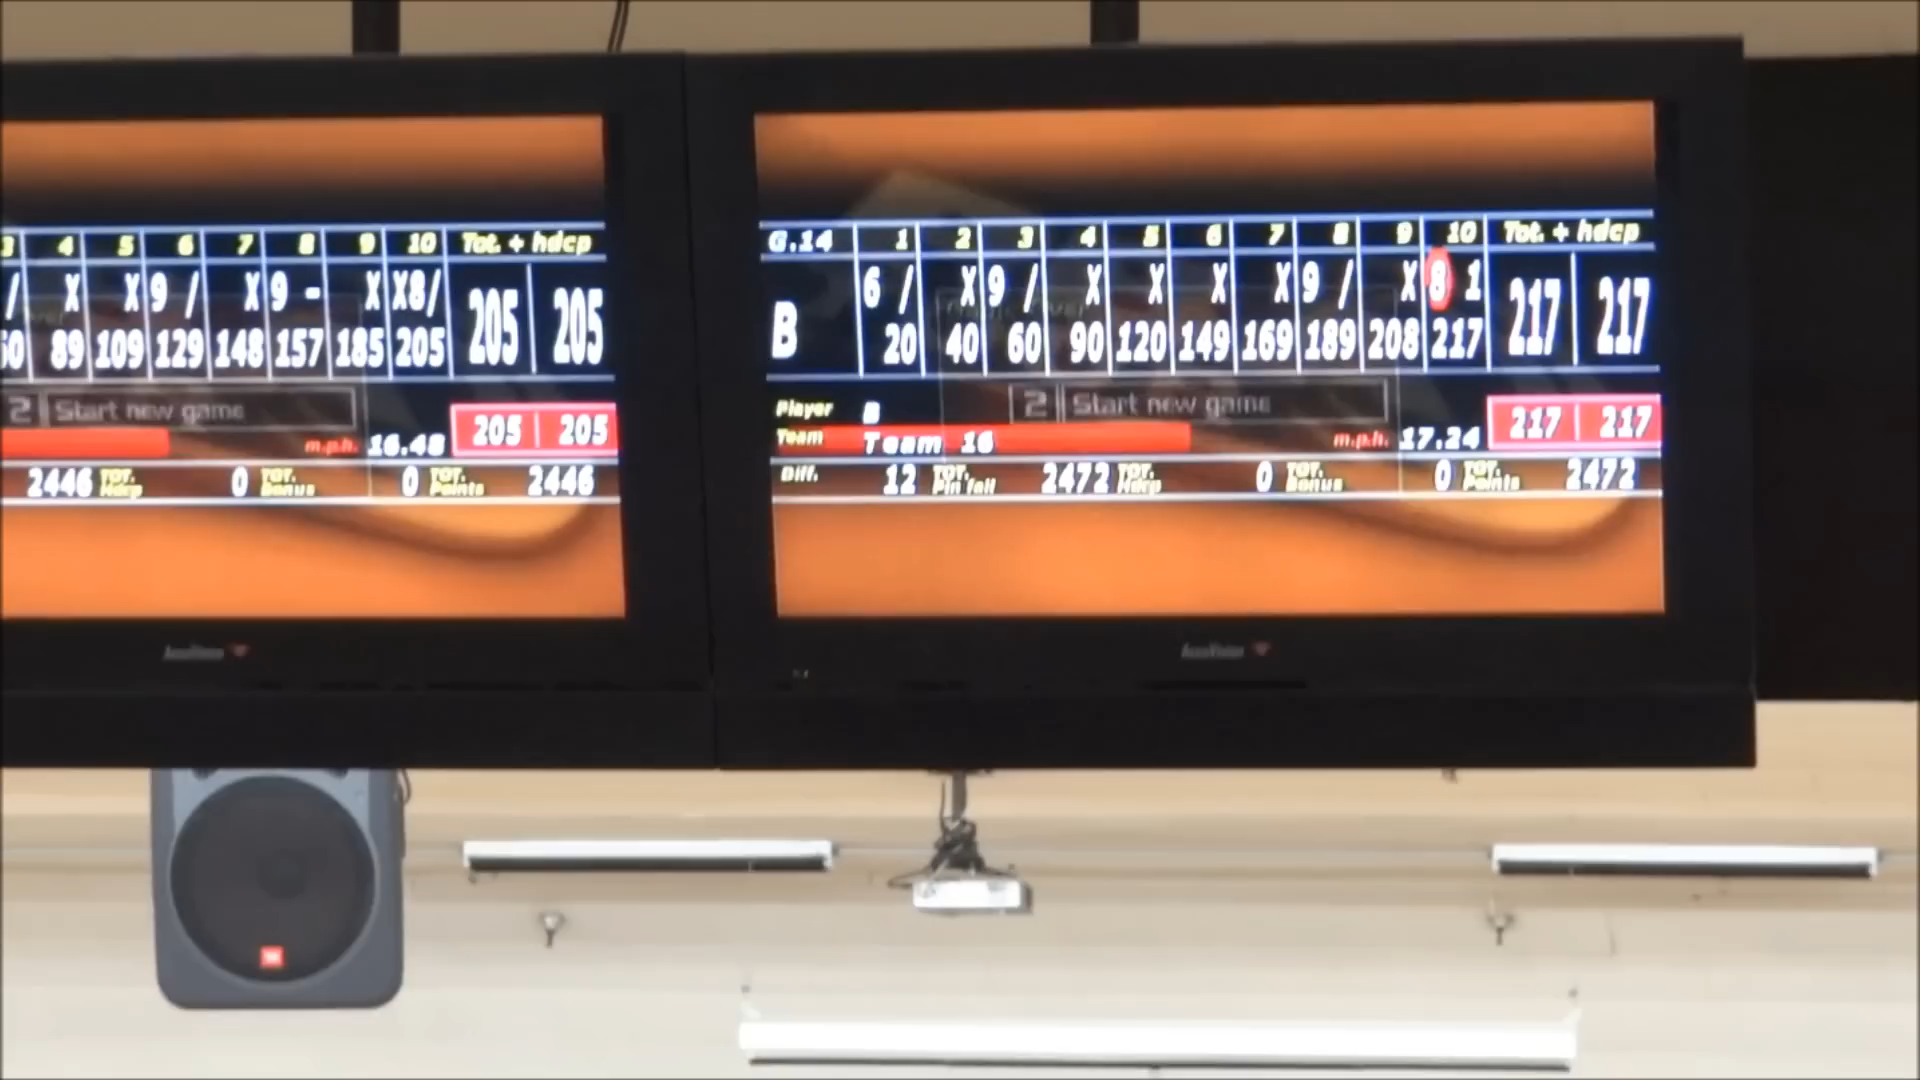 3 4 5 6 7 8 9 10 Tot. + hdcp
/ X X 9 / X 9 - X X8/ 205 205
60 89 109 129 148 157 185 205
2 Start new game
m.p.h. 16.48 205 205
2446 TOT. Hdcp 0 TOT. Bonus 0 TOT. Points 2446
G.14 1 2 3 4 5 6 7 8 9 10 Tot. + hdcp
B 6 / X 9 / X X X X 9 / X 8 1 217 217
20 40 60 90 120 149 169 189 208 217
Player B 2 Start new game
Team Team 16 m.p.h. 17.24 217 217
Diff. 12 TOT. Pin fall 2472 TOT. Hdcp 0 TOT. Bonus 0 TOT. Points 2472
AccuVision
AccuVision
JBL